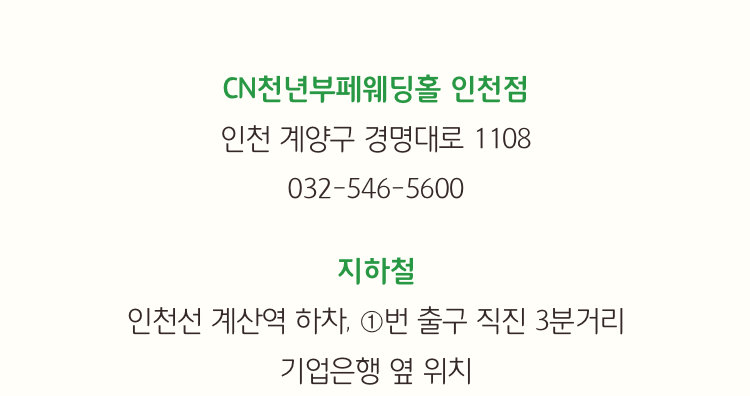 CN천년부페웨딩홀 인천점
인천 계양구 경명대로 1108
032-546-5600
지하철
인천선 계산역 하차, ①번 출구 직진 3분거리
기업은행 옆 위치